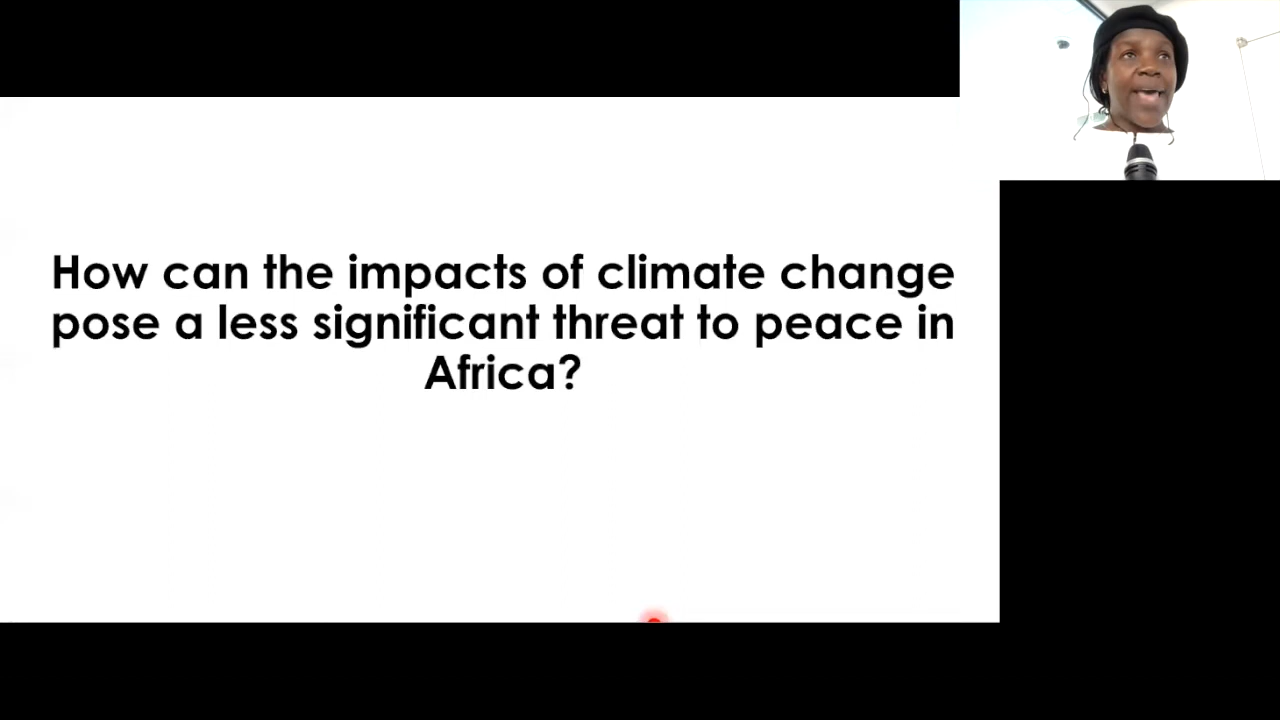 How can the impacts of climate change
pose a less significant threat to peace in
Africa?